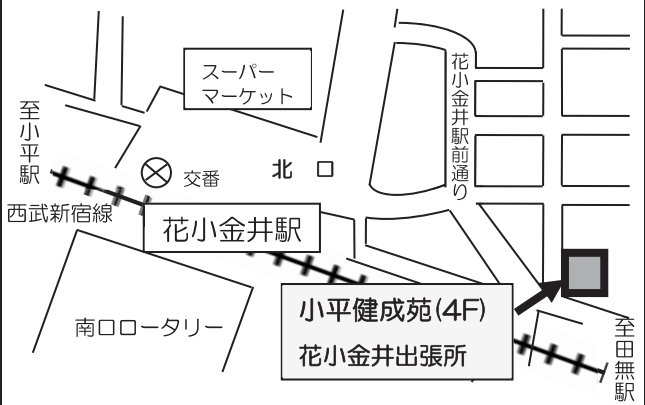 スーパー
マーケット
花小金井駅前通り
至小平駅
交番
北口
西武新宿線
花小金井駅
南口ロータリー
小平健成苑(4F)
花小金井出張所
至田無駅